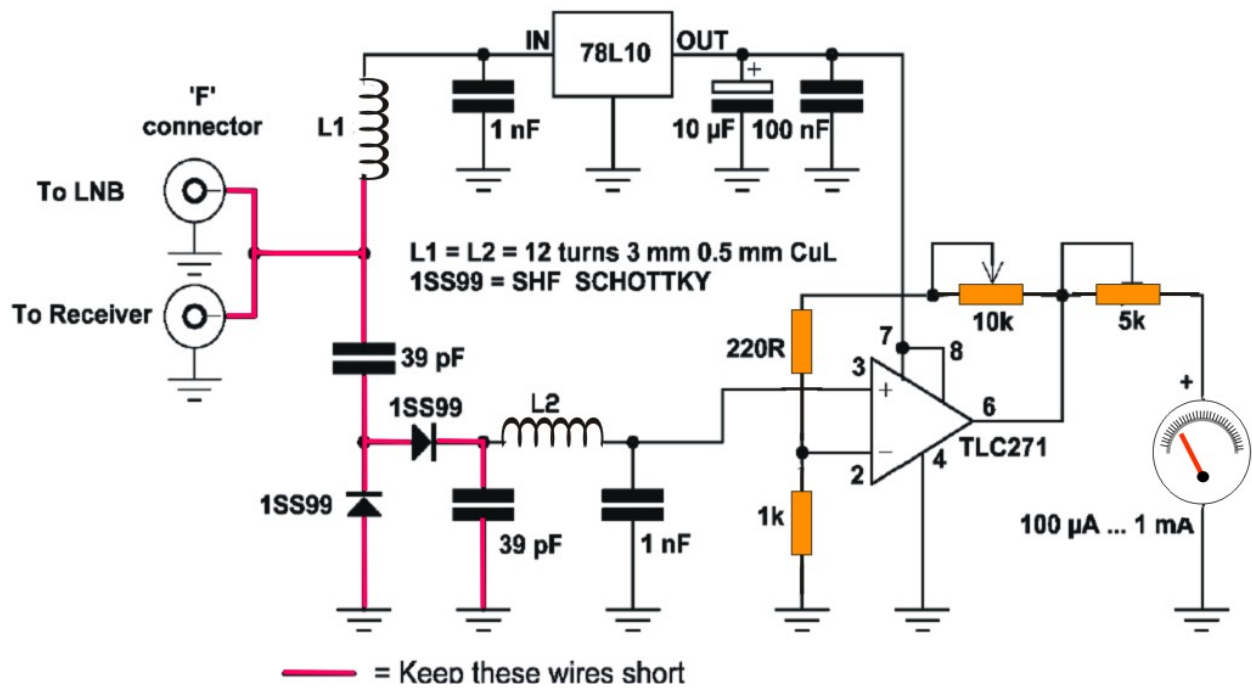 IN
78L10
OUT
'F'
connector
L1
1 nF
10 µF
+
100 nF
To LNB
L1 = L2 = 12 turns 3 mm 0.5 mm CuL
1SS99 = SHF SCHOTTKY
To Receiver
10k
5k
220R
7
8
39 pF
3
+
1SS99
L2
6
TLC271
−
2
4
+
1SS99
39 pF
1 nF
1k
100 µA ... 1 mA
= Keep these wires short